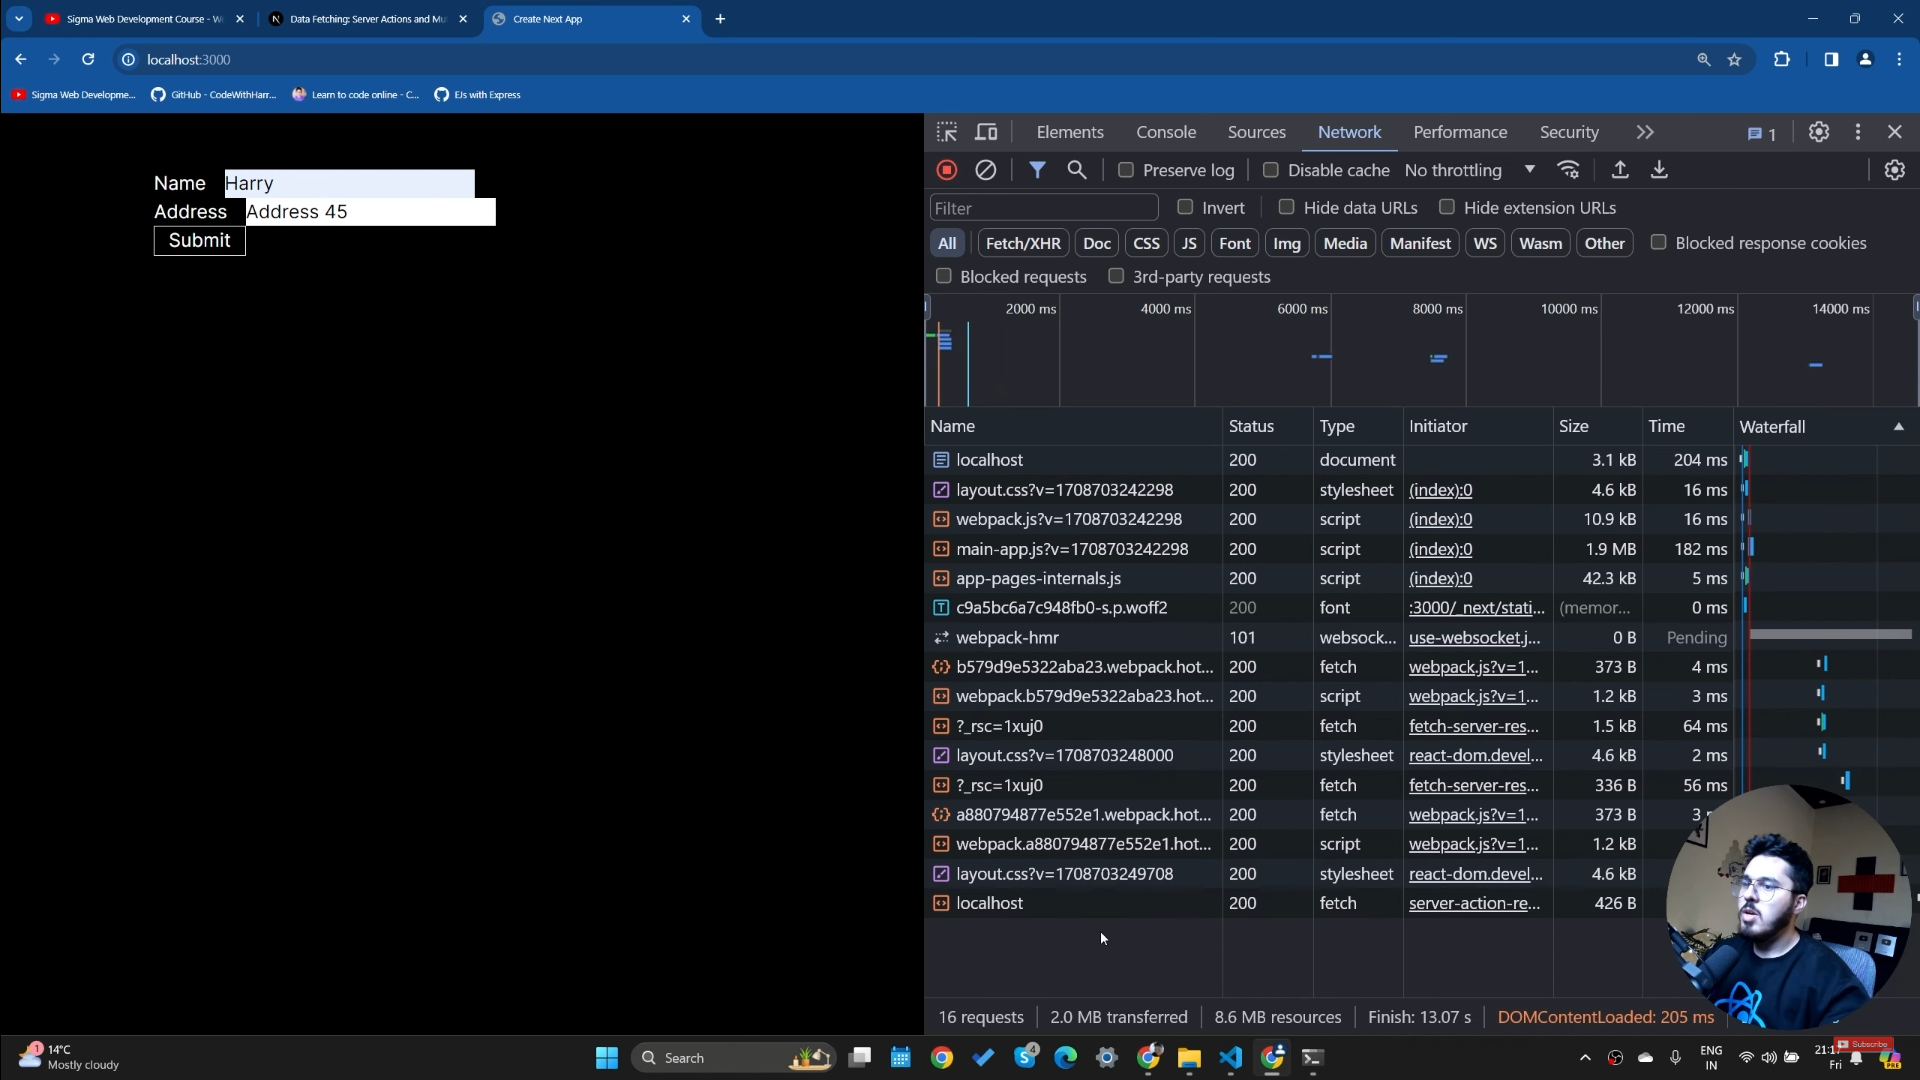 Sigma Web Development Course - W
Data Fetching: Server Actions and Mu
Create Next App
localhost:3000
Sigma Web Developme...
GitHub - CodeWithHarr...
Learn to code online - C...
EJs with Express
Name Harry
Address Address 45
Submit
Elements Console Sources Network Performance Security 1
Preserve log Disable cache No throttling
Filter Invert Hide data URLs Hide extension URLs
All Fetch/XHR Doc CSS JS Font Img Media Manifest WS Wasm Other Blocked response cookies
Blocked requests 3rd-party requests
2000 ms 4000 ms 6000 ms 8000 ms 10000 ms 12000 ms 14000 ms
Name Status Type Initiator Size Time Waterfall
localhost 200 document 3.1 kB 204 ms
layout.css?v=1708703242298 200 stylesheet (index):0 4.6 kB 16 ms
webpack.js?v=1708703242298 200 script (index):0 10.9 kB 16 ms
main-app.js?v=1708703242298 200 script (index):0 1.9 MB 182 ms
app-pages-internals.js 200 script (index):0 42.3 kB 5 ms
c9a5bc6a7c948fb0-s.p.woff2 200 font :3000/_next/stati... (memor... 0 ms
webpack-hmr 101 websock... use-websocket.j... 0 B Pending
b579d9e5322aba23.webpack.hot... 200 fetch webpack.js?v=1... 373 B 4 ms
webpack.b579d9e5322aba23.hot... 200 script webpack.js?v=1... 1.2 kB 3 ms
?_rsc=1xuj0 200 fetch fetch-server-res... 1.5 kB 64 ms
layout.css?v=1708703248000 200 stylesheet react-dom.devel... 4.6 kB 2 ms
?_rsc=1xuj0 200 fetch fetch-server-res... 336 B 56 ms
a880794877e552e1.webpack.hot... 200 fetch webpack.js?v=1... 373 B 3
webpack.a880794877e552e1.hot... 200 script webpack.js?v=1... 1.2 kB
layout.css?v=1708703249708 200 stylesheet react-dom.devel... 4.6 kB
localhost 200 fetch server-action-re... 426 B
16 requests 2.0 MB transferred 8.6 MB resources Finish: 13.07 s DOMContentLoaded: 205 ms
Subscribe
1
14°C
Mostly cloudy
Search
4
ENG
IN
21:1
Fri
PRE